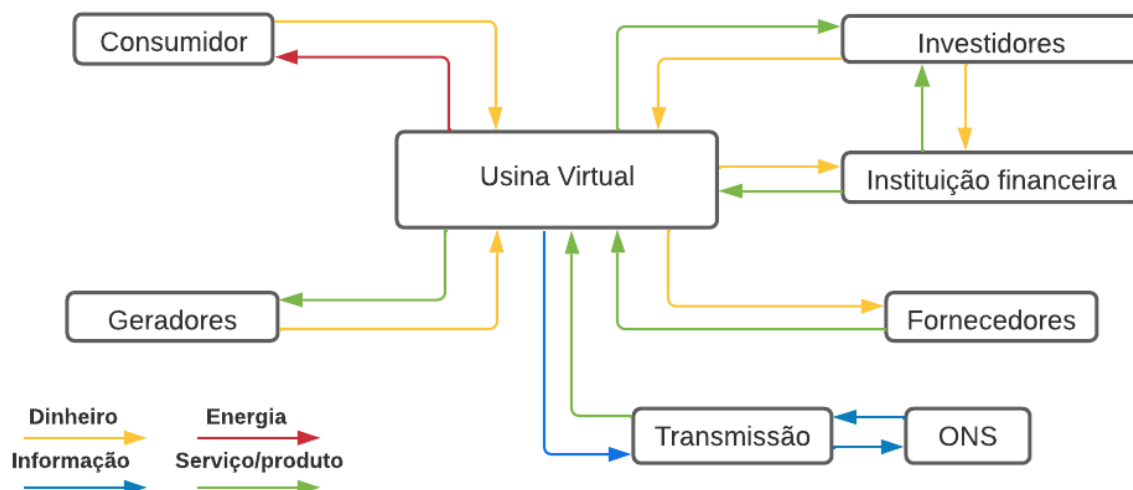 Consumidor
Investidores
Usina Virtual
Instituição financeira
Geradores
Fornecedores
Transmissão
ONS
Dinheiro
Energia
Informação
Serviço/produto